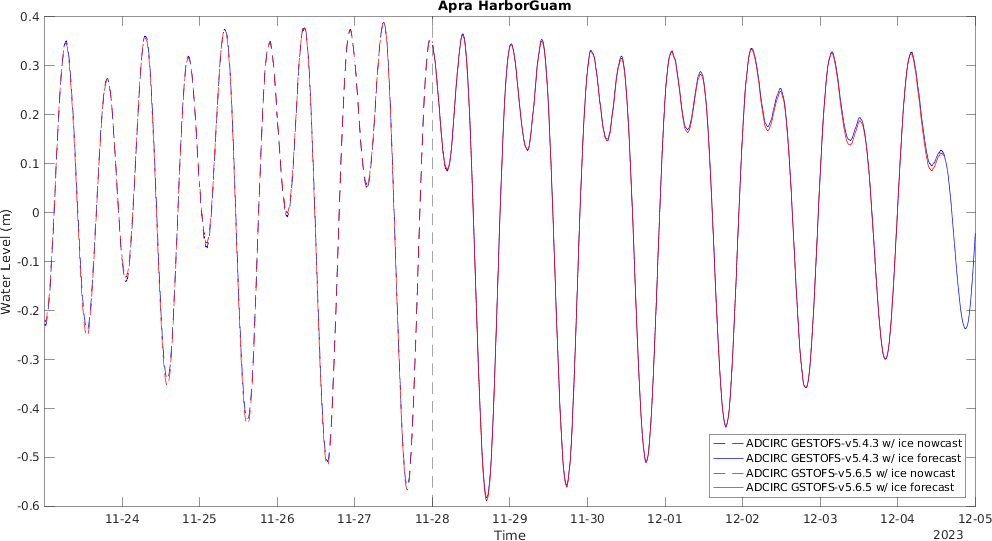 Apra HarborGuam
0.4
0.3
0.2
0.1
0
-0.1
-0.2
-0.3
-0.4
-0.5
-0.6
Water Level (m)
ADCIRC GESTOFS-v5.4.3 w/ ice nowcast
ADCIRC GESTOFS-v5.4.3 w/ ice forecast
ADCIRC GSTOFS-v5.6.5 w/ ice nowcast
ADCIRC GSTOFS-v5.6.5 w/ ice forecast
11-24 11-25 11-26 11-27 11-28 11-29 11-30 12-01 12-02 12-03 12-04 12-05
Time
2023